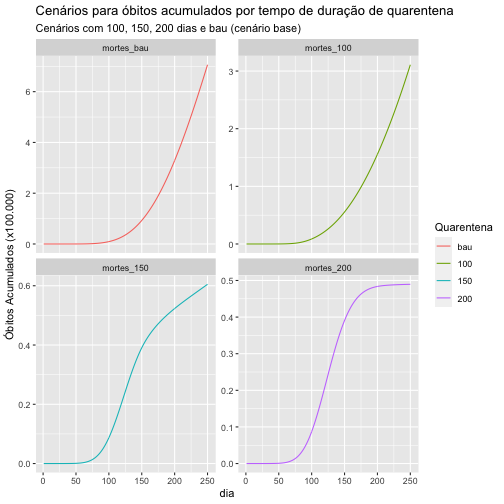 Cenários para óbitos acumulados por tempo de duração de quarentena
Cenários com 100, 150, 200 dias e bau (cenário base)
mortes_bau
mortes_100
6
4
2
0
3
2
1
0
Óbitos Acumulados (x100.000)
mortes_150
mortes_200
0.6
0.4
0.2
0.0
0.5
0.4
0.3
0.2
0.1
0.0
0 50 100 150 200 250
0 50 100 150 200 250
dia
Quarentena
bau
100
150
200